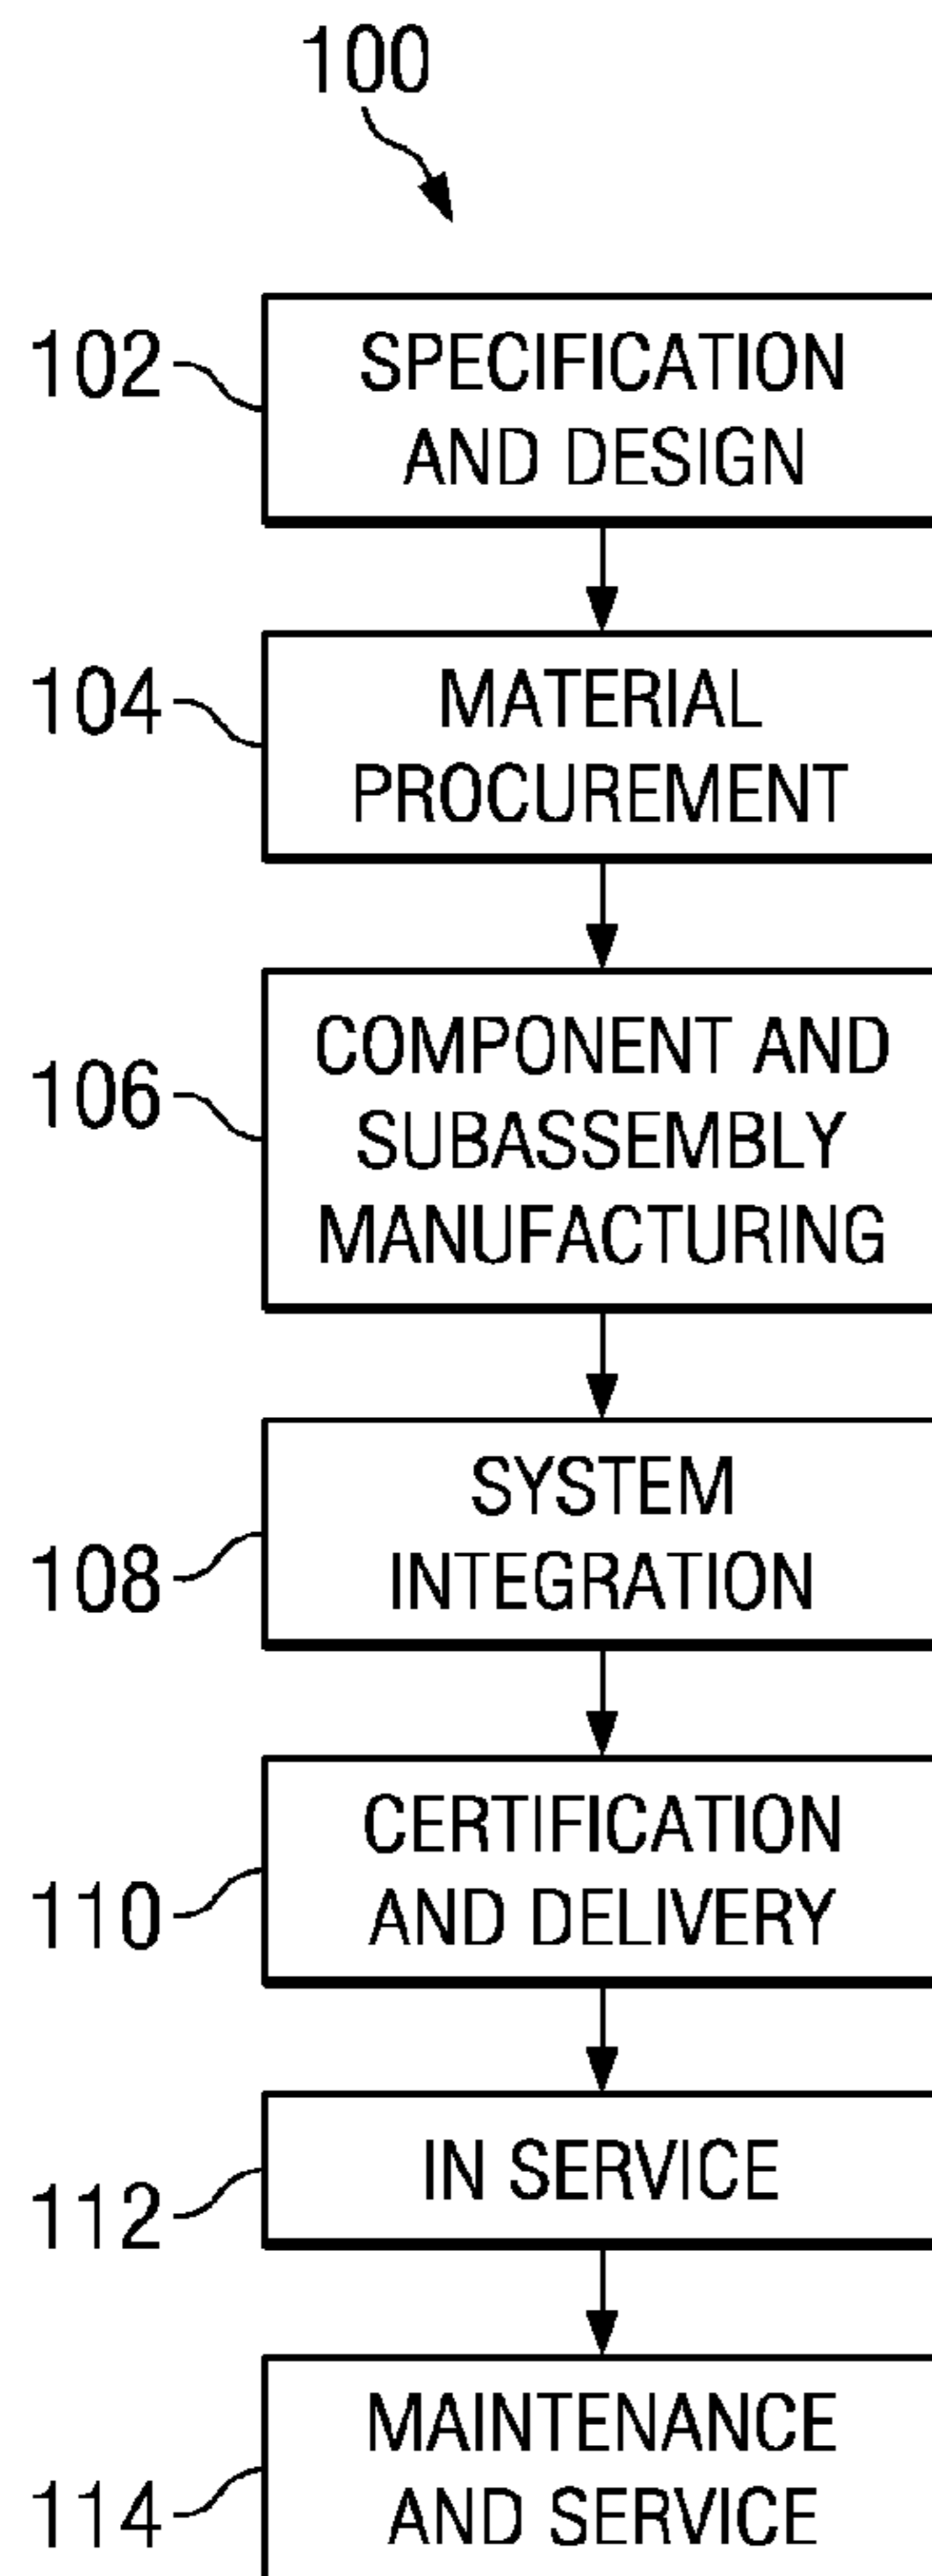 100
102
SPECIFICATION
AND DESIGN
104
MATERIAL
PROCUREMENT
106
COMPONENT AND
SUBASSEMBLY
MANUFACTURING
108
SYSTEM
INTEGRATION
110
CERTIFICATION
AND DELIVERY
112
IN SERVICE
114
MAINTENANCE
AND SERVICE